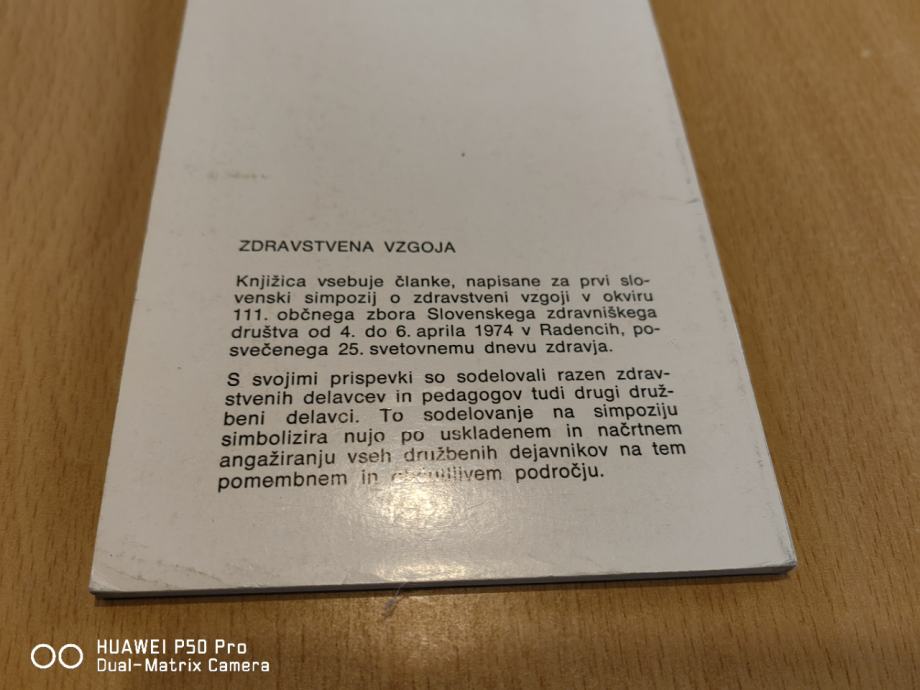 ZDRAVSTVENA VZGOJA
Knjižica vsebuje članke, napisane za prvi slo-
venski simpozij o zdravstveni vzgoji v okviru
111. občnega zbora Slovenskega zdravniškega
društva od 4. do 6. aprila 1974 v Radencih, po-
svečenega 25. svetovnemu dnevu zdravja.
S svojimi prispevki so sodelovali razen zdrav-
stvenih delavcev in pedagogov tudi drugi druž-
beni delavci. To sodelovanje na simpoziju
simbolizira nujo po uskladenem in načrtnem
angažiranju vseh družbenih dejavnikov na tem
pomembnem in občutljivem področju.
HUAWEI P50 Pro
Dual-Matrix Camera